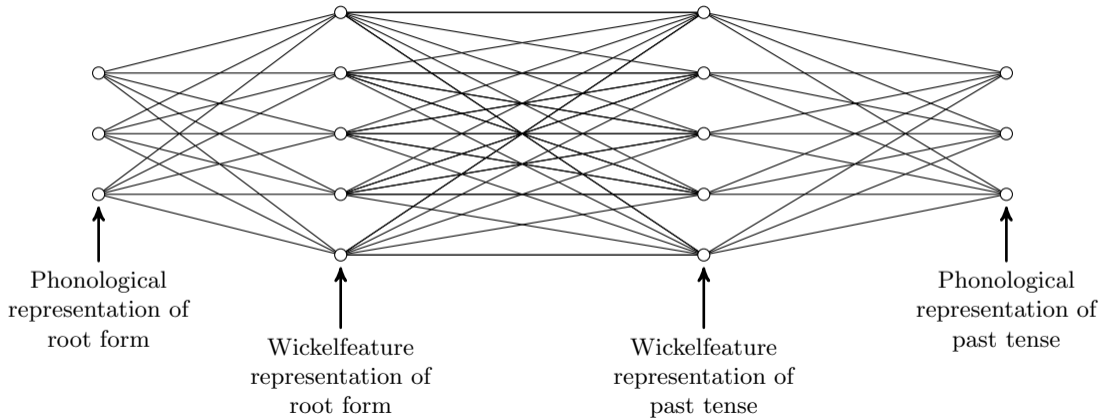 Phonological
representation of
root form
Wickelfeature
representation of
root form
Wickelfeature
representation of
past tense
Phonological
representation of
past tense